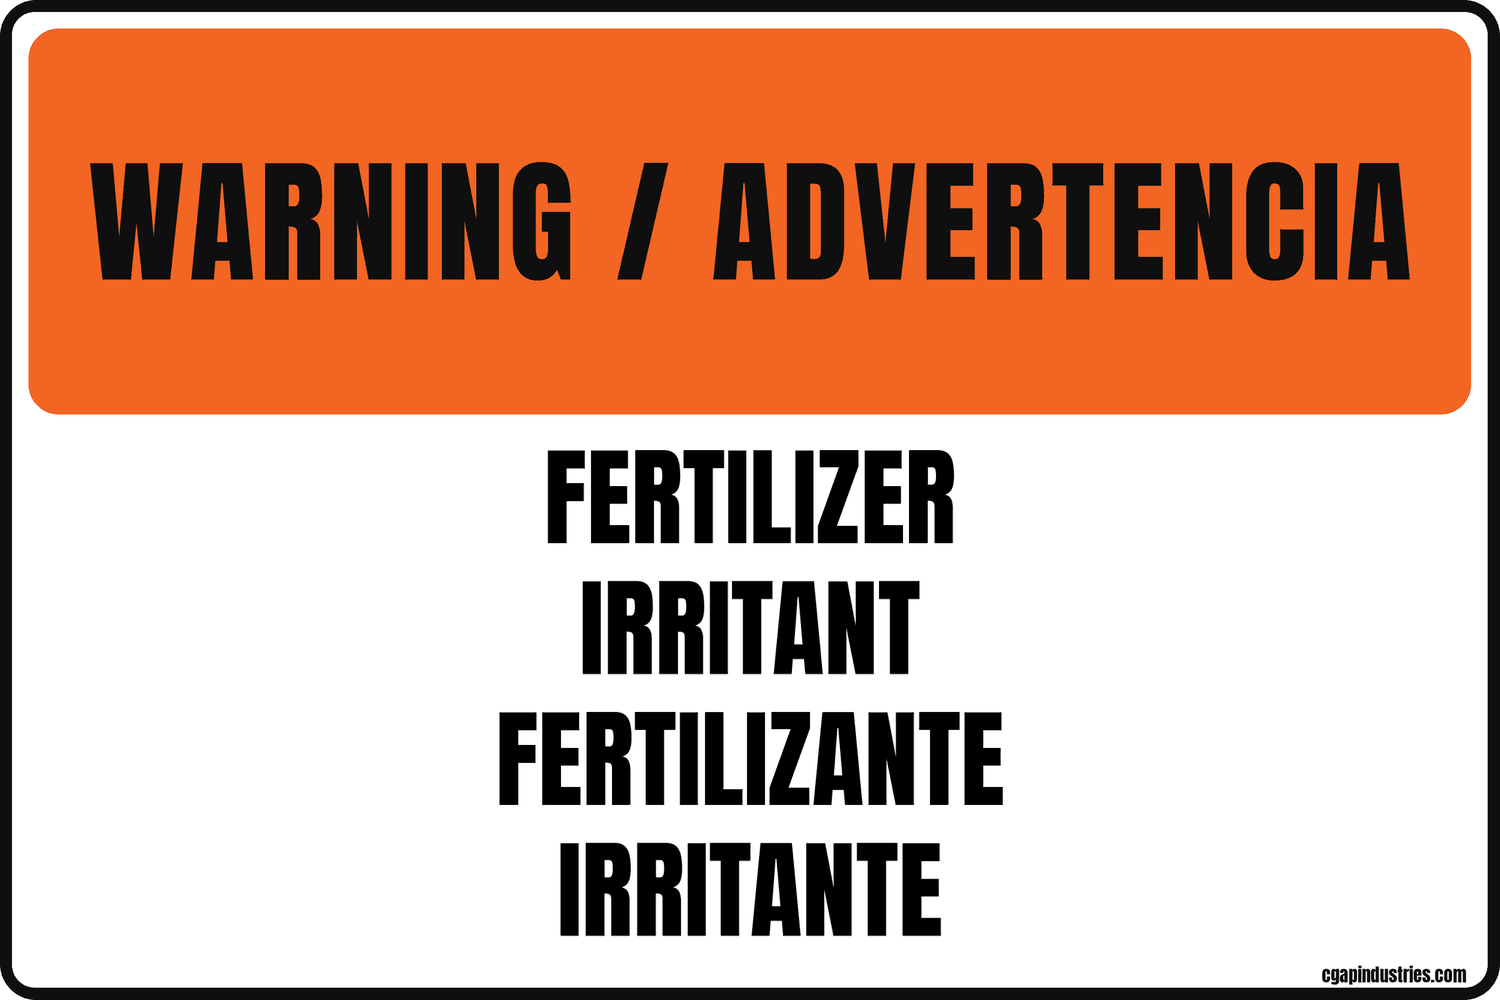 WARNING / ADVERTENCIA
FERTILIZER
IRRITANT
FERTILIZANTE
IRRITANTE
cgapindustries.com